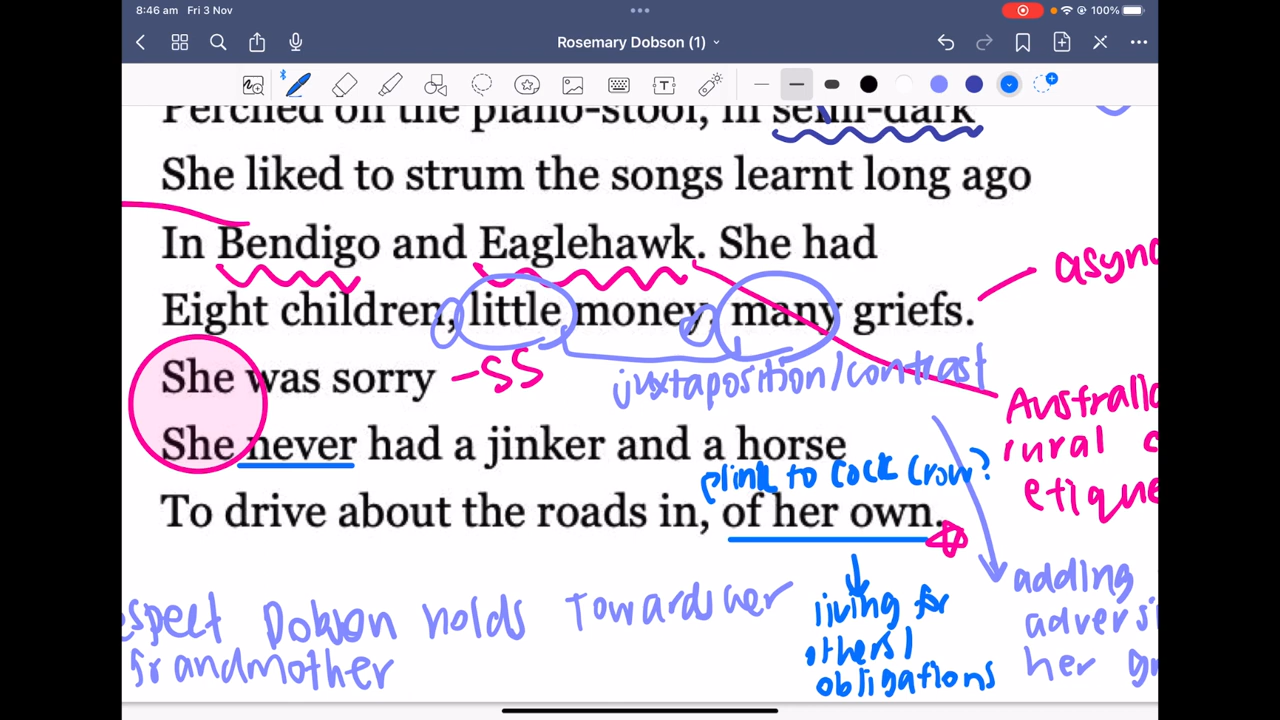 8:46 am Fri 3 Nov
100%
Rosemary Dobson (1)
Perched on the piano-stool, in semi-dark
She liked to strum the songs learnt long ago
In Bendigo and Eaglehawk. She had
asynd
Eight children, little money, many griefs.
She was sorry
-SS
juxtaposition/contrast
Australia
She never had a jinker and a horse
rural
link to Cock Crow?
etique
To drive about the roads in, of her own.
adding
espect Dobson holds Towards her
living for
adversi
grandmother
others/
her
obligations